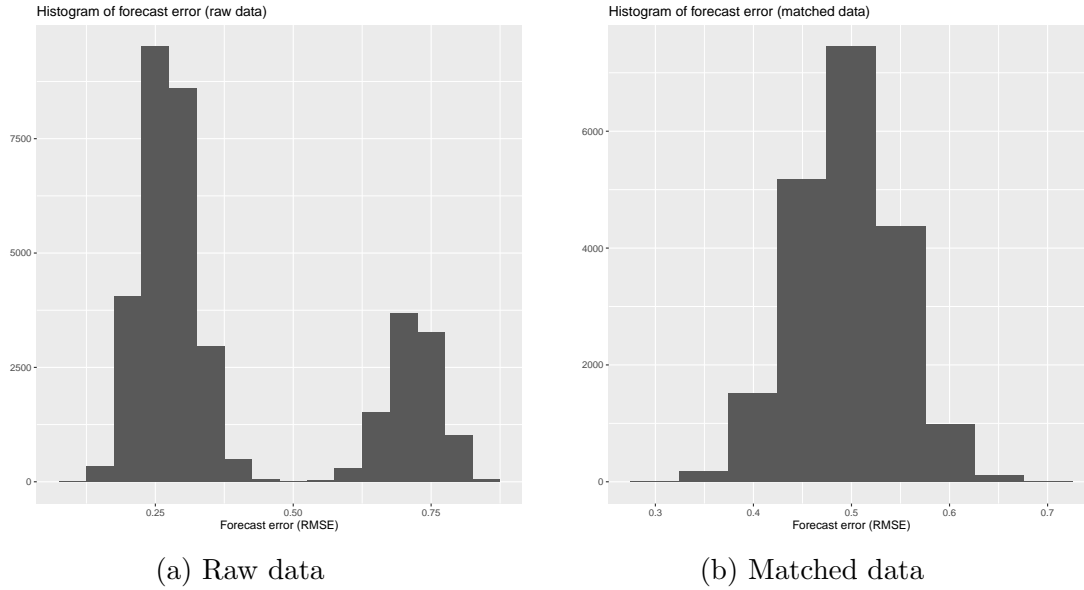 Histogram of forecast error (raw data)
7500
5000
2500
0
0.25 0.50 0.75
Forecast error (RMSE)
(a) Raw data
Histogram of forecast error (matched data)
6000
4000
2000
0
0.3 0.4 0.5 0.6 0.7
Forecast error (RMSE)
(b) Matched data